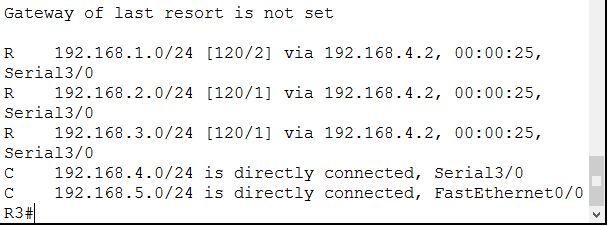 Gateway of last resort is not set
R    192.168.1.0/24 [120/2] via 192.168.4.2, 00:00:25,
Serial3/0
R    192.168.2.0/24 [120/1] via 192.168.4.2, 00:00:25,
Serial3/0
R    192.168.3.0/24 [120/1] via 192.168.4.2, 00:00:25,
Serial3/0
C    192.168.4.0/24 is directly connected, Serial3/0
C    192.168.5.0/24 is directly connected, FastEthernet0/0
R3#